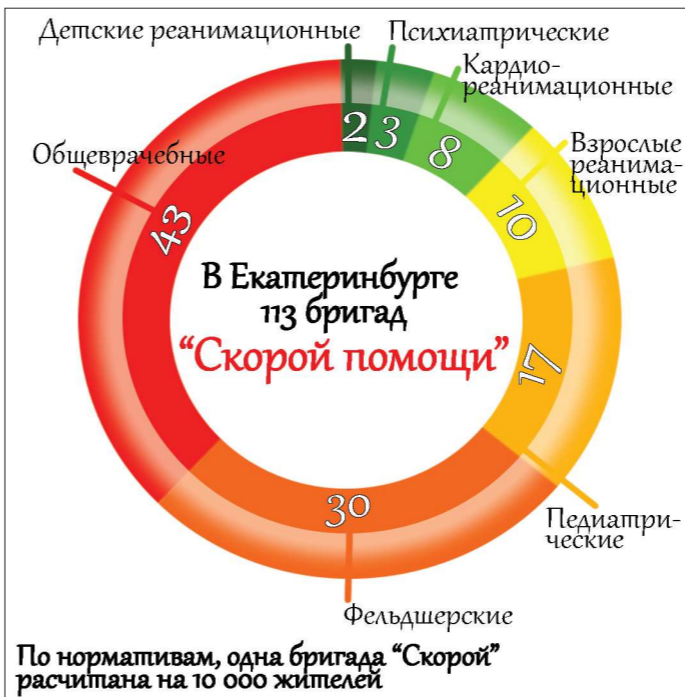 Детские реанимационные
Психиатрические
Кардио-
реанимационные
Общеврачебные
Взрослые
реанима-
ционные
2
3
8
10
43
17
30
В Екатеринбурге
113 бригад
“Скорой помощи”
Педиатри-
ческие
Фельдшерские
По нормативам, одна бригада “Скорой”
расчитана на 10 000 жителей